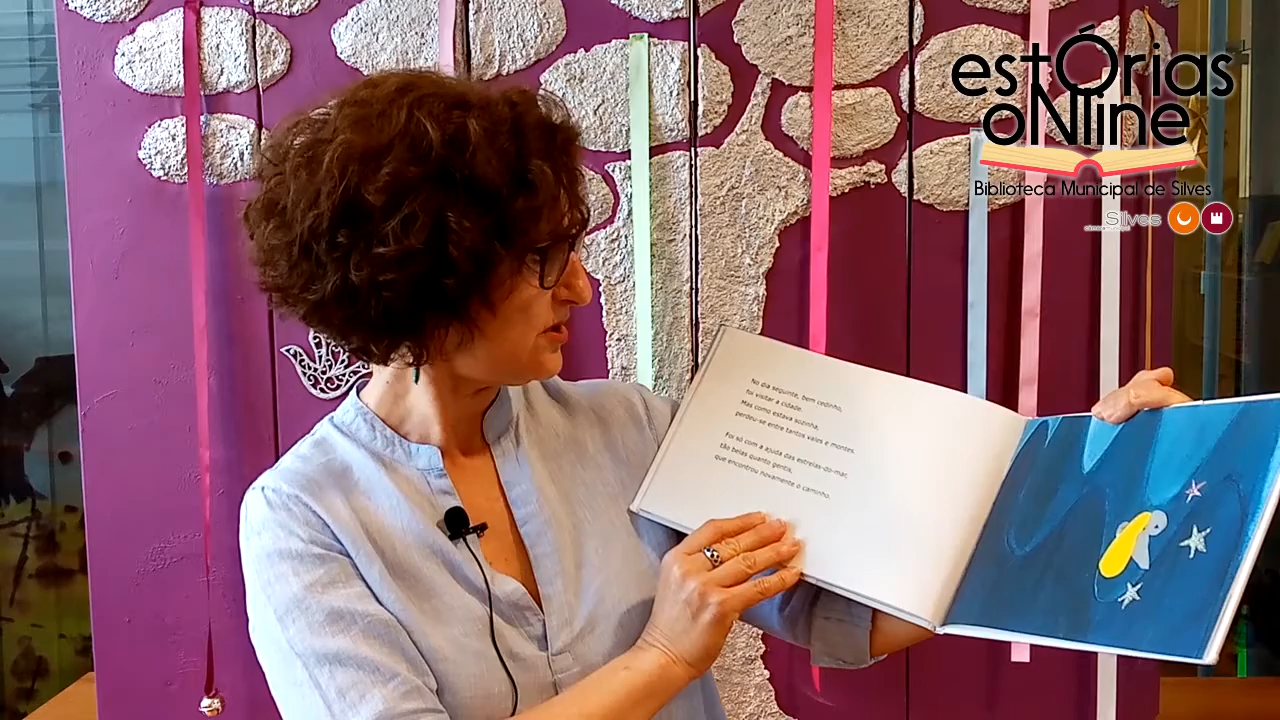 estÓrias
oNline
Biblioteca Municipal de Silves
Silves
câmara municipal
No dia seguinte, bem cedinho,
foi visitar a cidade.
Mas como estava sozinha,
perdeu-se entre tantos vales e montes.
Foi só com a ajuda das estrelas-do-mar,
tão belas quanto gentis,
que encontrou novamente o caminho.